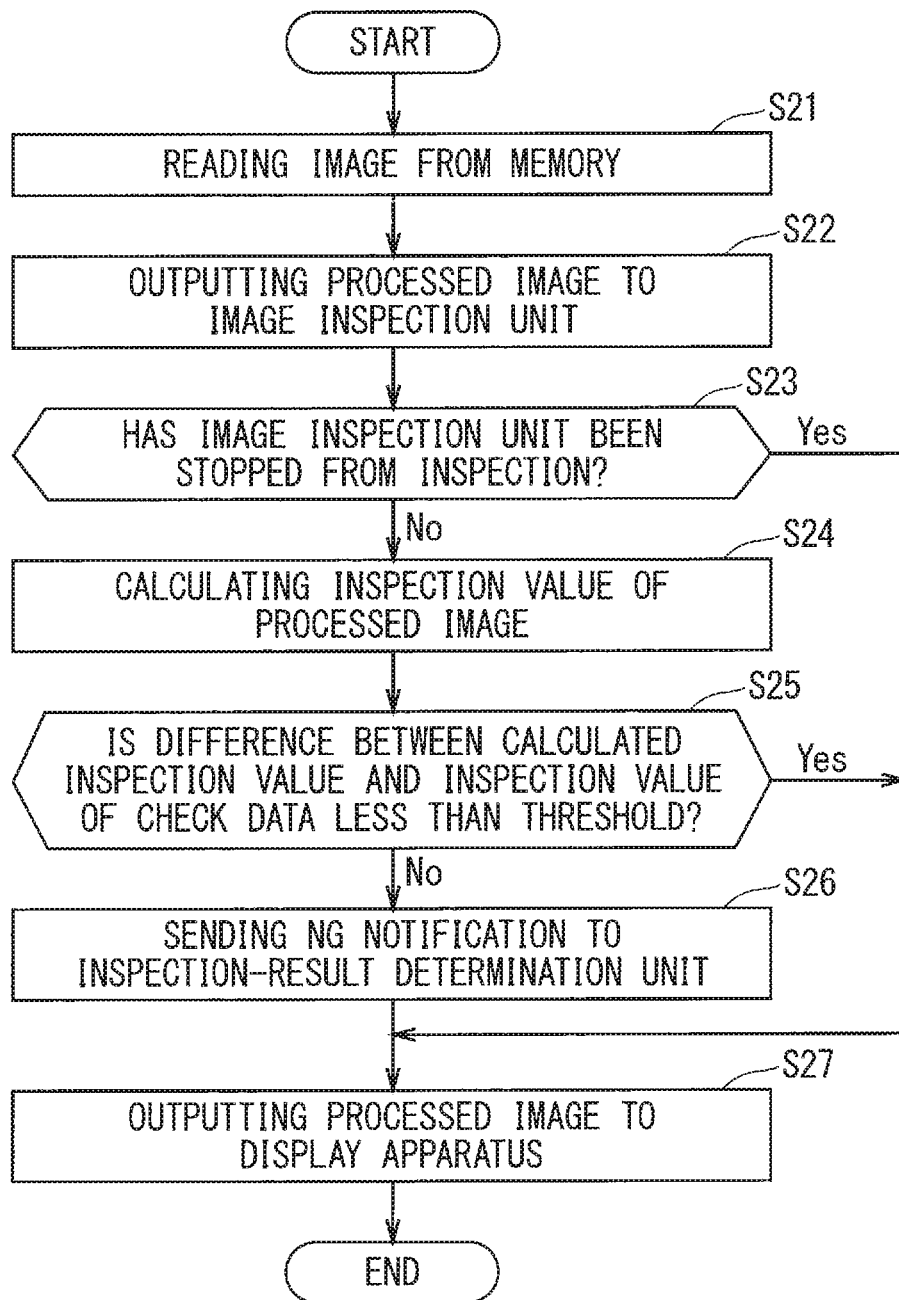 START
S21
READING IMAGE FROM MEMORY
S22
OUTPUTTING PROCESSED IMAGE TO
IMAGE INSPECTION UNIT
S23
HAS IMAGE INSPECTION UNIT BEEN
STOPPED FROM INSPECTION?
Yes
No
S24
CALCULATING INSPECTION VALUE OF
PROCESSED IMAGE
S25
IS DIFFERENCE BETWEEN CALCULATED
INSPECTION VALUE AND INSPECTION VALUE
OF CHECK DATA LESS THAN THRESHOLD?
Yes
No
S26
SENDING NG NOTIFICATION TO
INSPECTION-RESULT DETERMINATION UNIT
S27
OUTPUTTING PROCESSED IMAGE TO
DISPLAY APPARATUS
END